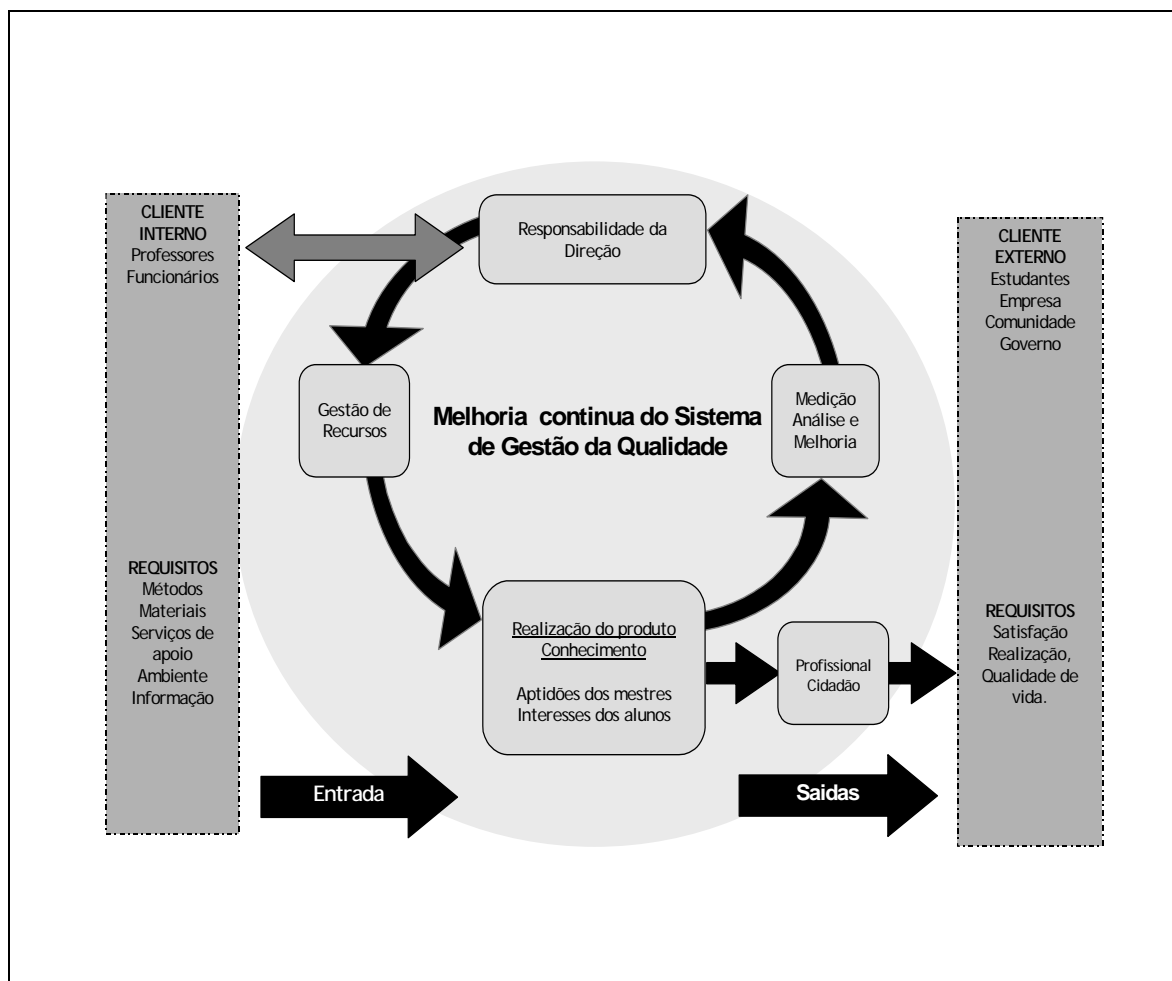 CLIENTE
INTERNO
Professores
Funcionários
REQUISITOS
Métodos
Materiais
Serviços de
apoio
Ambiente
Informação
Responsabilidade da
Direção
Gestão de
Recursos
Melhoria continua do Sistema
de Gestão da Qualidade
Medição
Análise e
Melhoria
Realização do produto
Conhecimento
Aptidões dos mestres
Interesses dos alunos
Profissional
Cidadão
Entrada
Saidas
CLIENTE
EXTERNO
Estudantes
Empresa
Comunidade
Governo
REQUISITOS
Satisfação
Realização,
Qualidade de
vida.